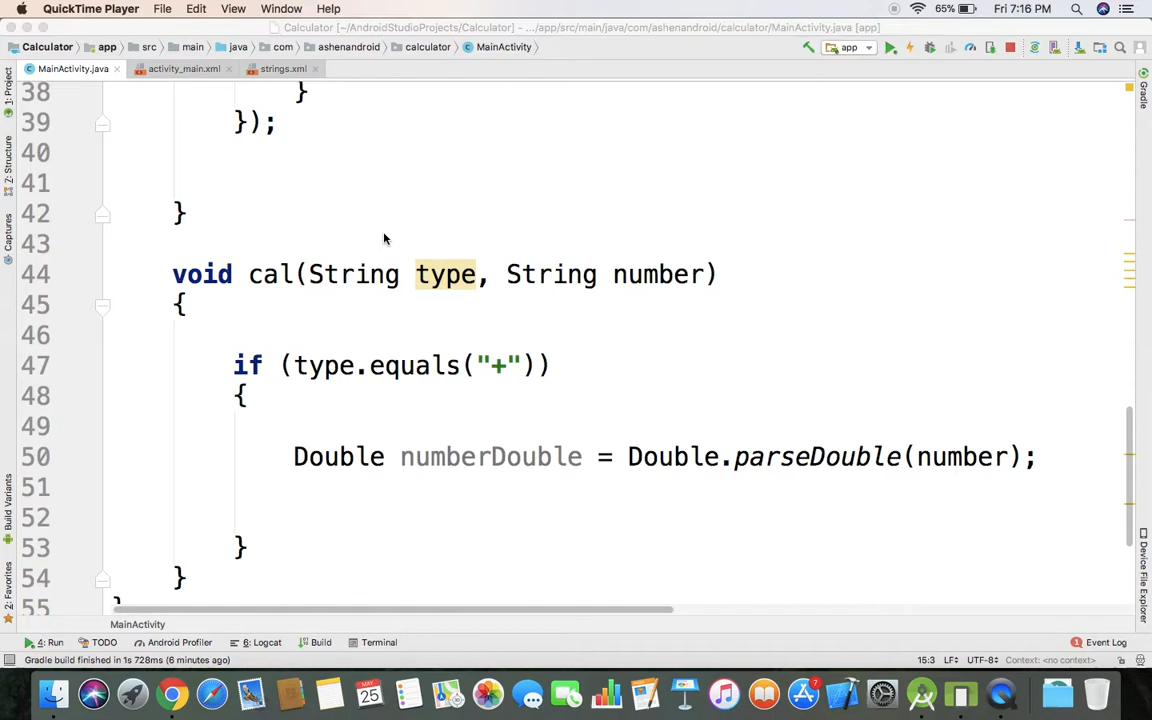 QuickTime Player File Edit View Window Help 65% Fri 7:16 PM
Calculator [~/AndroidStudioProjects/Calculator] - .../app/src/main/java/com/ashenandroid/calculator/MainActivity.java [app]
Calculator app src main java com ashenandroid calculator MainActivity app
MainActivity.java activity_main.xml strings.xml
38 }
39 });
40
41
42 }
43
44 void cal(String type, String number)
45 {
46
47 if (type.equals("+"))
48 {
49
50 Double numberDouble = Double.parseDouble(number);
51
52
53 }
54 }
55 }
1: Project
7: Structure
Captures
Build Variants
2: Favorites
Gradle
Device File Explorer
MainActivity
4: Run TODO Android Profiler 6: Logcat Build Terminal 1 Event Log
Gradle build finished in 1s 728ms (6 minutes ago) 15:3 LF÷ UTF-8÷ Context: <no context>
MAY
25
7